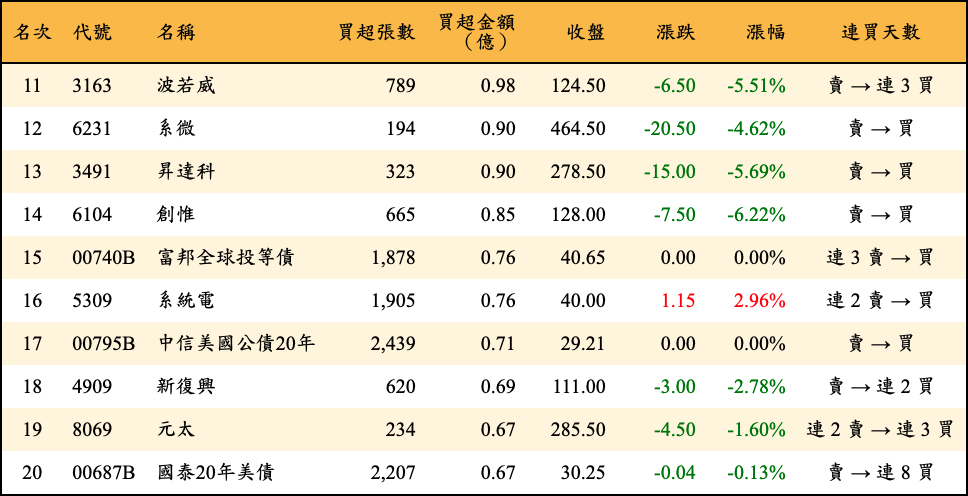 名次 代號 名稱 買超張數 買超金額（億） 收盤 漲跌 漲幅 連買天數
11 3163 波若威 789 0.98 124.50 -6.50 -5.51% 賣 → 連 3 買
12 6231 系微 194 0.90 464.50 -20.50 -4.62% 賣 → 買
13 3491 昇達科 323 0.90 278.50 -15.00 -5.69% 賣 → 買
14 6104 創惟 665 0.85 128.00 -7.50 -6.22% 賣 → 買
15 00740B 富邦全球投等債 1,878 0.76 40.65 0.00 0.00% 連 3 賣 → 買
16 5309 系統電 1,905 0.76 40.00 1.15 2.96% 連 2 賣 → 買
17 00795B 中信美國公債20年 2,439 0.71 29.21 0.00 0.00% 賣 → 買
18 4909 新復興 620 0.69 111.00 -3.00 -2.78% 賣 → 連 2 買
19 8069 元太 234 0.67 285.50 -4.50 -1.60% 連 2 賣 → 連 3 買
20 00687B 國泰20年美債 2,207 0.67 30.25 -0.04 -0.13% 賣 → 連 8 買